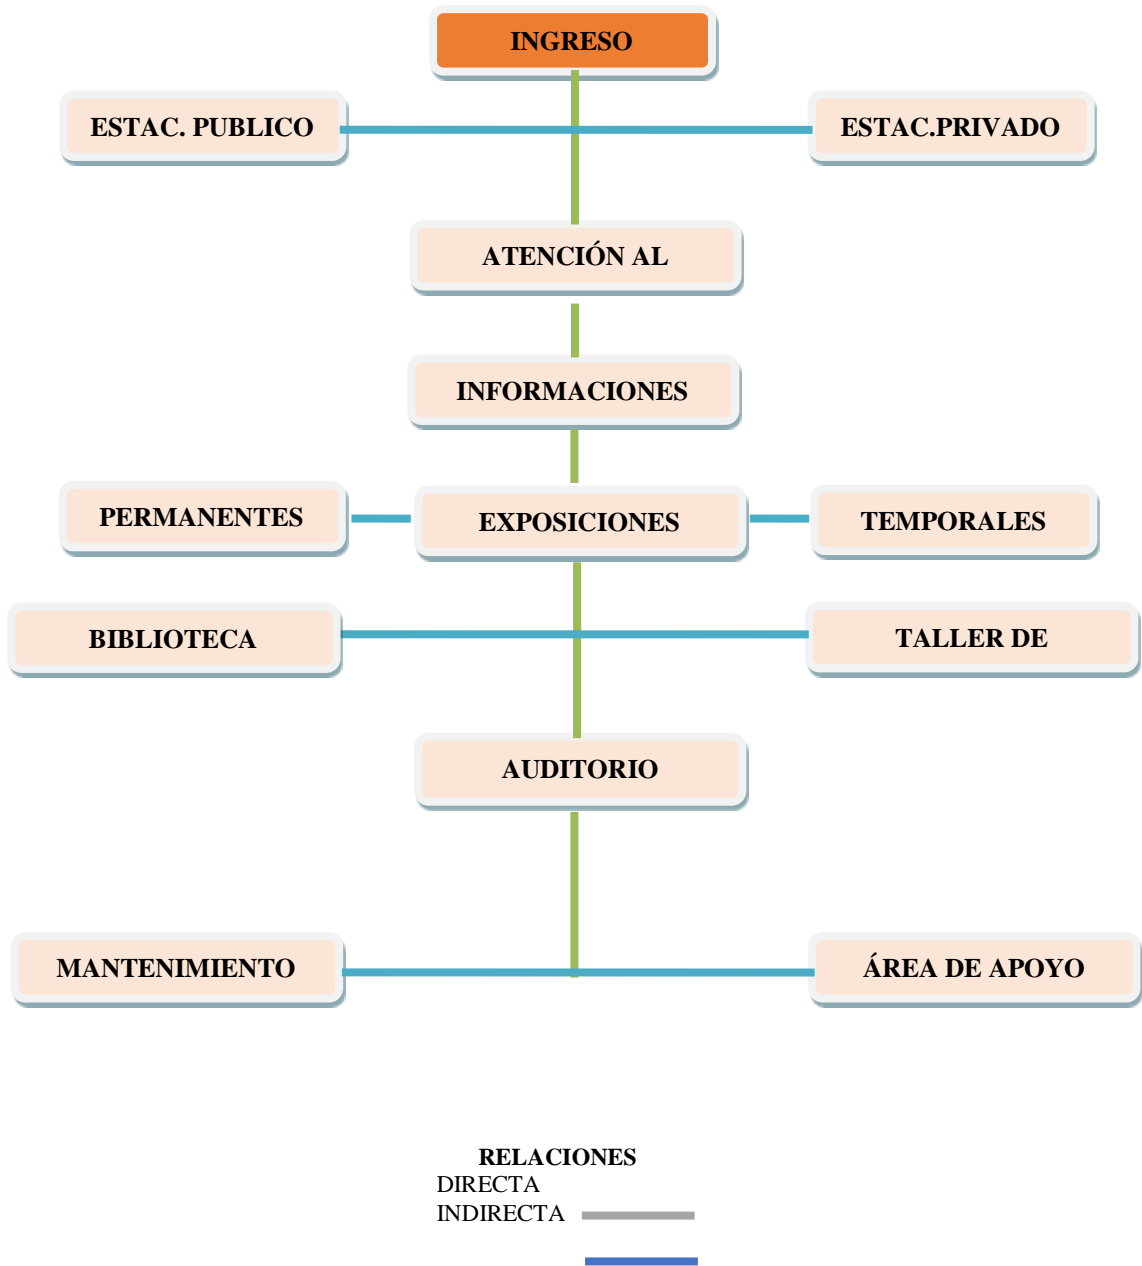 INGRESO
ESTAC. PUBLICO
ESTAC.PRIVADO
ATENCIÓN AL
INFORMACIONES
PERMANENTES
EXPOSICIONES
TEMPORALES
BIBLIOTECA
TALLER DE
AUDITORIO
MANTENIMIENTO
ÁREA DE APOYO
RELACIONES
DIRECTA
INDIRECTA